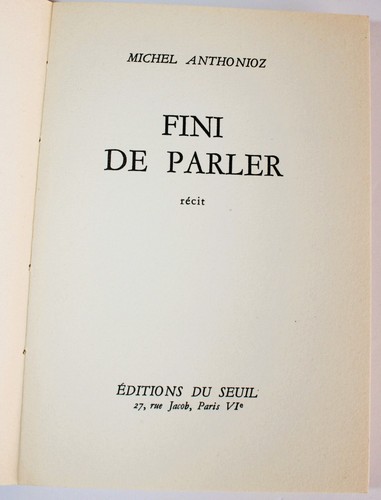 MICHEL ANTHONIOZ
FINI
DE PARLER
récit
ÉDITIONS DU SEUIL
27, rue Jacob, Paris VIe